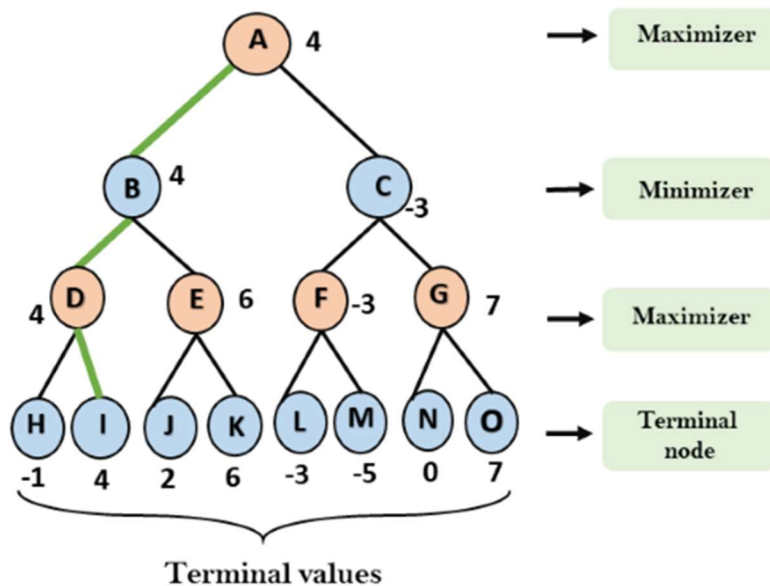 A 4
Maximizer
B 4
C
-3
Minimizer
D
4
E 6
F -3
G 7
Maximizer
H I J K L M N O
Terminal
node
-1 4 2 6 -3 -5 0 7
Terminal values